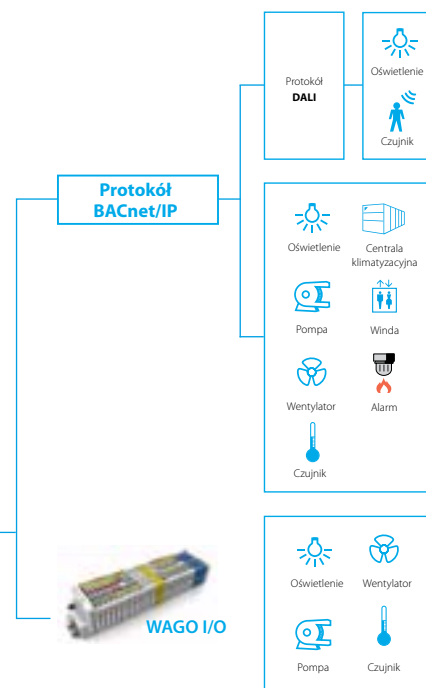 Protokół
DALI
Oświetlenie
Czujnik
Protokół
BACnet/IP
Oświetlenie
Centrala
klimatyzacyjna
Pompa
Winda
Wentylator
Alarm
Czujnik
WAGO I/O
Oświetlenie
Wentylator
Pompa
Czujnik